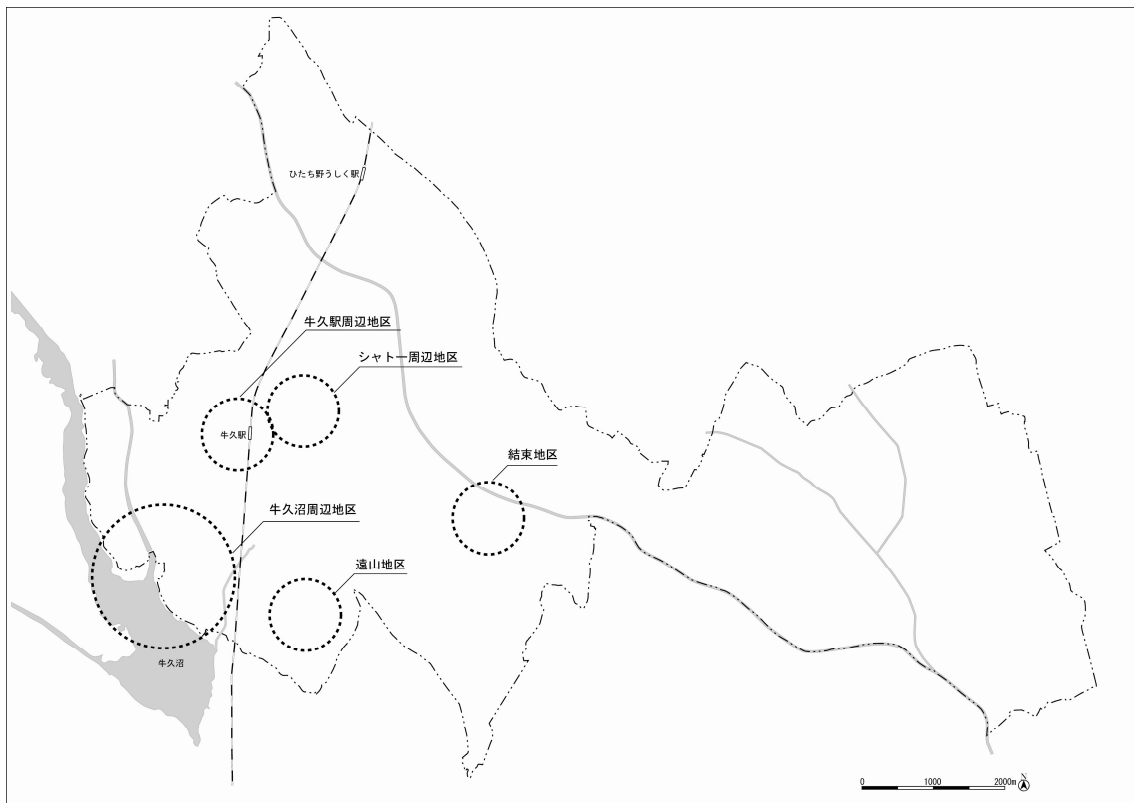 ひたち野うしく駅
牛久駅周辺地区
シャトー周辺地区
牛久駅
結束地区
牛久沼周辺地区
遠山地区
牛久沼
0 1000 2000m
N